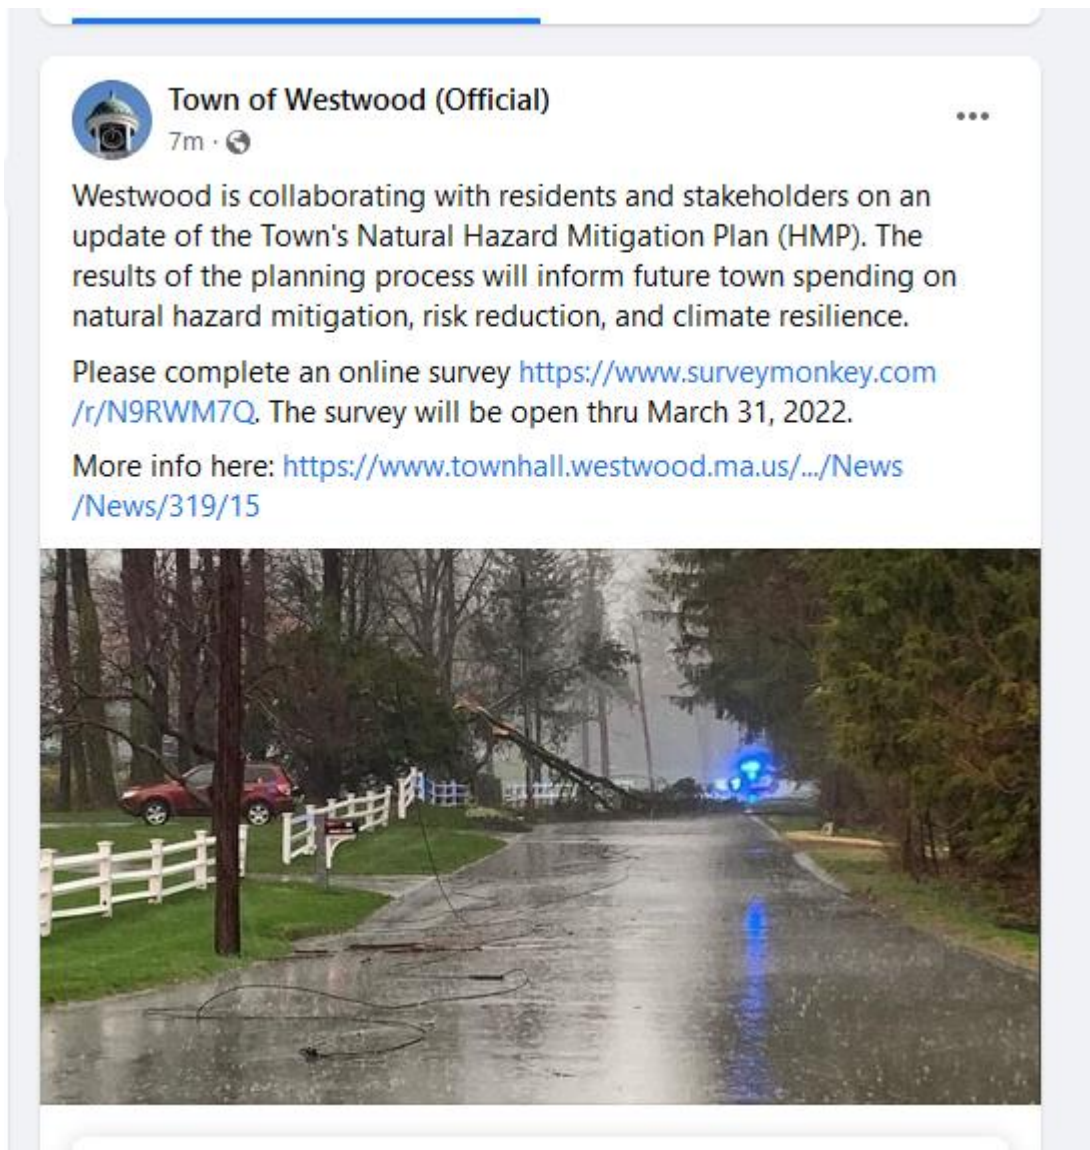 Town of Westwood (Official)
7m ·
Westwood is collaborating with residents and stakeholders on an
update of the Town's Natural Hazard Mitigation Plan (HMP). The
results of the planning process will inform future town spending on
natural hazard mitigation, risk reduction, and climate resilience.
Please complete an online survey https://www.surveymonkey.com
/r/N9RWM7Q. The survey will be open thru March 31, 2022.
More info here: https://www.townhall.westwood.ma.us/.../News
/News/319/15